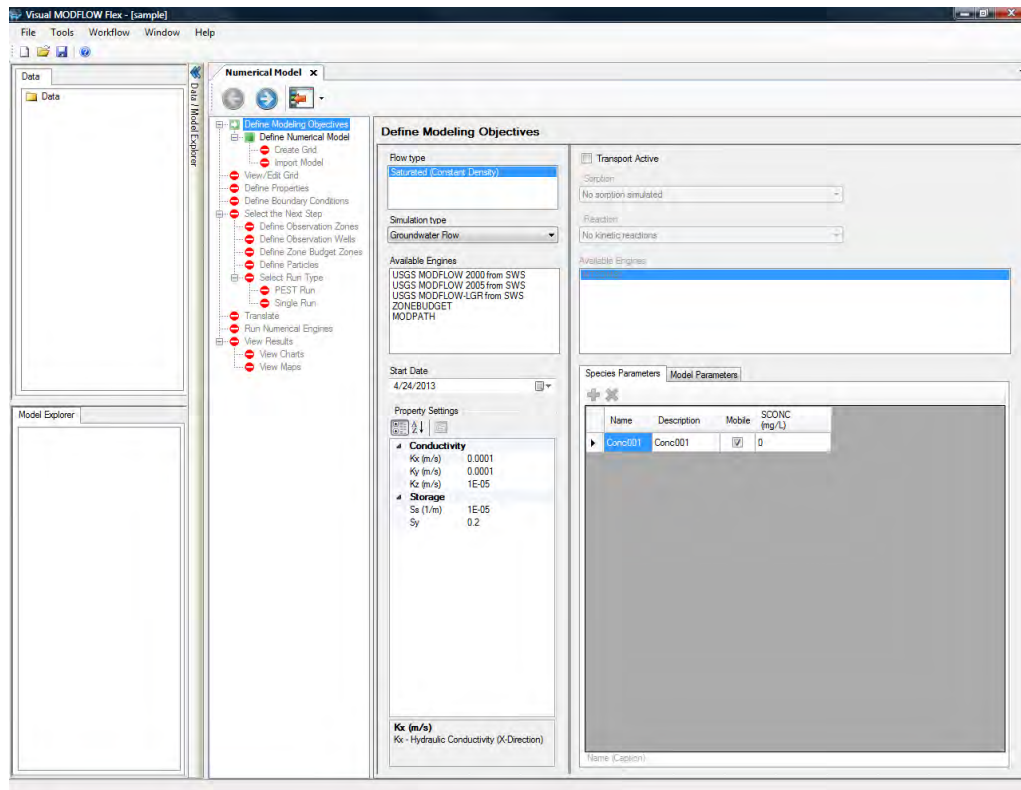 Visual MODFLOW Flex - [sample]
File Tools Workflow Window Help
Data
Data
Data / Model Explorer
Model Explorer
Numerical Model x
Define Modeling Objectives
Define Numerical Model
Create Grid
Import Model
View/Edit Grid
Define Properties
Define Boundary Conditions
Select the Next Step
Define Observation Zones
Define Observation Wells
Define Zone Budget Zones
Define Particles
Select Run Type
PEST Run
Single Run
Translate
Run Numerical Engines
View Results
View Charts
View Maps
Define Modeling Objectives
Flow type
Saturated (Constant Density)
Simulation type
Groundwater Flow
Available Engines
USGS MODFLOW 2000 from SWS
USGS MODFLOW 2005 from SWS
USGS MODFLOW-LGR from SWS
ZONEBUDGET
MODPATH
Start Date
4/24/2013
Property Settings
Conductivity
Kx (m/s) 0.0001
Ky (m/s) 0.0001
Kz (m/s) 1E-05
Storage
Ss (1/m) 1E-05
Sy 0.2
Kx (m/s)
Kx - Hydraulic Conductivity (X-Direction)
Transport Active
Sorption
No sorption simulated
Reaction
No kinetic reactions
Available Engines
Species Parameters Model Parameters
Name Description Mobile SCONC (mg/L)
Conc001 Conc001 0
Name (Caption)